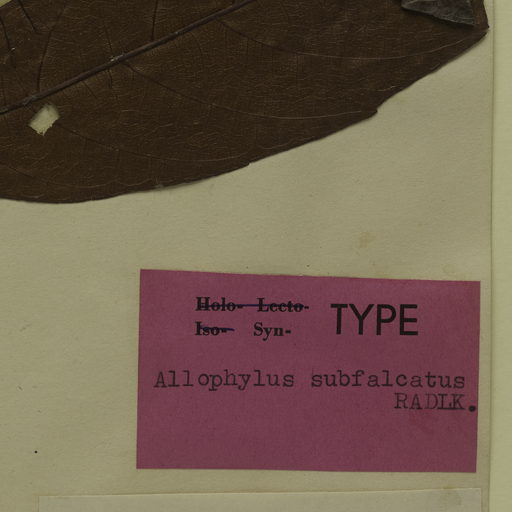 Holo- Lecto-
Iso- Syn- TYPE
Allophylus subfalcatus
RADLK.